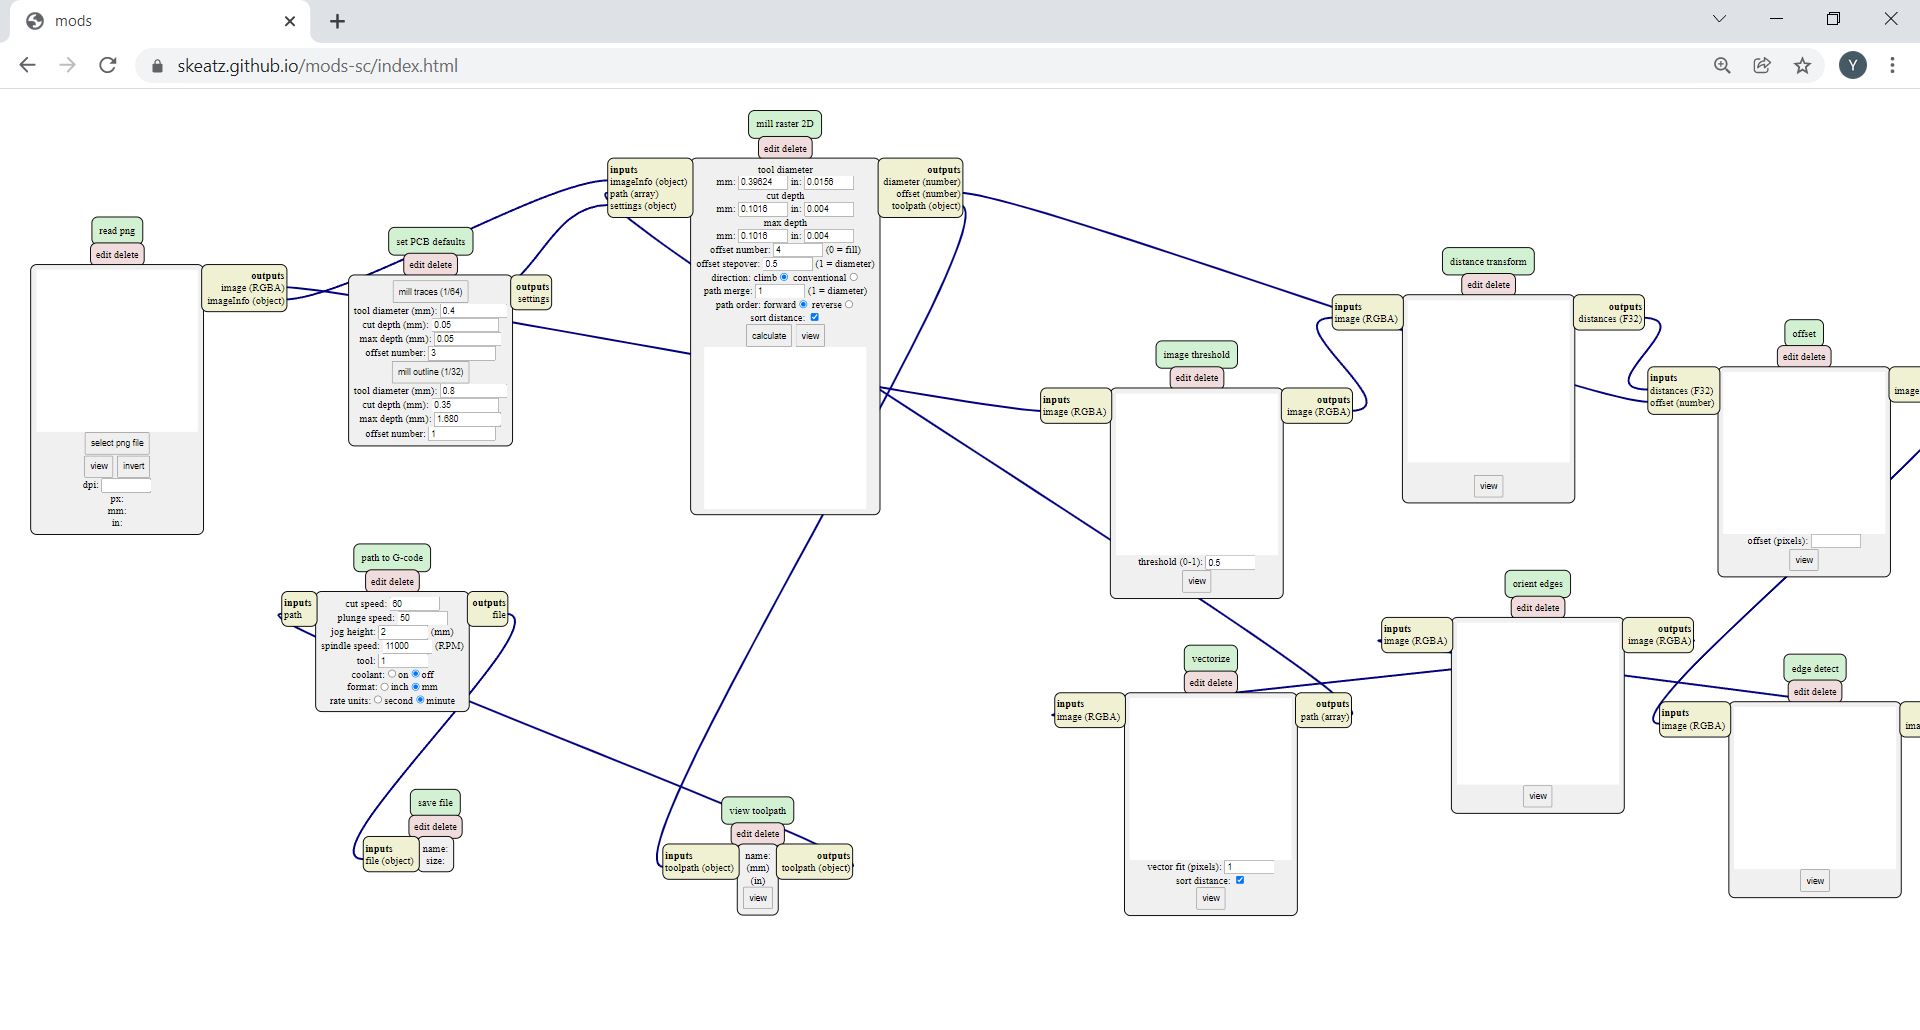 mods
skeatz.github.io/mods-sc/index.html
Y
read png
edit delete
outputs
image (RGBA)
imageInfo (object)
select png file
view
invert
dpi:
px:
mm:
in:
set PCB defaults
edit delete
outputs
settings
mill traces (1/64)
tool diameter (mm): 0.4
cut depth (mm): 0.05
max depth (mm): 0.05
offset number: 3
mill outline (1/32)
tool diameter (mm): 0.8
cut depth (mm): 0.35
max depth (mm): 1.680
offset number: 1
mill raster 2D
edit delete
inputs
imageInfo (object)
path (array)
settings (object)
tool diameter
mm: 0.39624 in: 0.0156
cut depth
mm: 0.1016 in: 0.004
max depth
mm: 0.1016 in: 0.004
offset number: 4 (0 = fill)
offset stepover: 0.5 (1 = diameter)
direction: climb conventional
path merge: 1 (1 = diameter)
path order: forward reverse
sort distance:
calculate
view
outputs
diameter (number)
offset (number)
toolpath (object)
image threshold
edit delete
inputs
image (RGBA)
outputs
image (RGBA)
threshold (0-1): 0.5
view
distance transform
edit delete
inputs
image (RGBA)
outputs
distances (F32)
view
offset
edit delete
inputs
distances (F32)
offset (number)
image
offset (pixels):
view
path to G-code
edit delete
inputs
path
outputs
file
cut speed: 60
plunge speed: 50
jog height: 2 (mm)
spindle speed: 11000 (RPM)
tool: 1
coolant: on off
format: inch mm
rate units: second minute
save file
edit delete
inputs
file (object)
name:
size:
view toolpath
edit delete
inputs
toolpath (object)
name:
(mm)
(in)
view
outputs
toolpath (object)
vectorize
edit delete
inputs
image (RGBA)
outputs
path (array)
vector fit (pixels): 1
sort distance:
view
orient edges
edit delete
inputs
image (RGBA)
outputs
image (RGBA)
view
edge detect
edit delete
inputs
image (RGBA)
ima
view